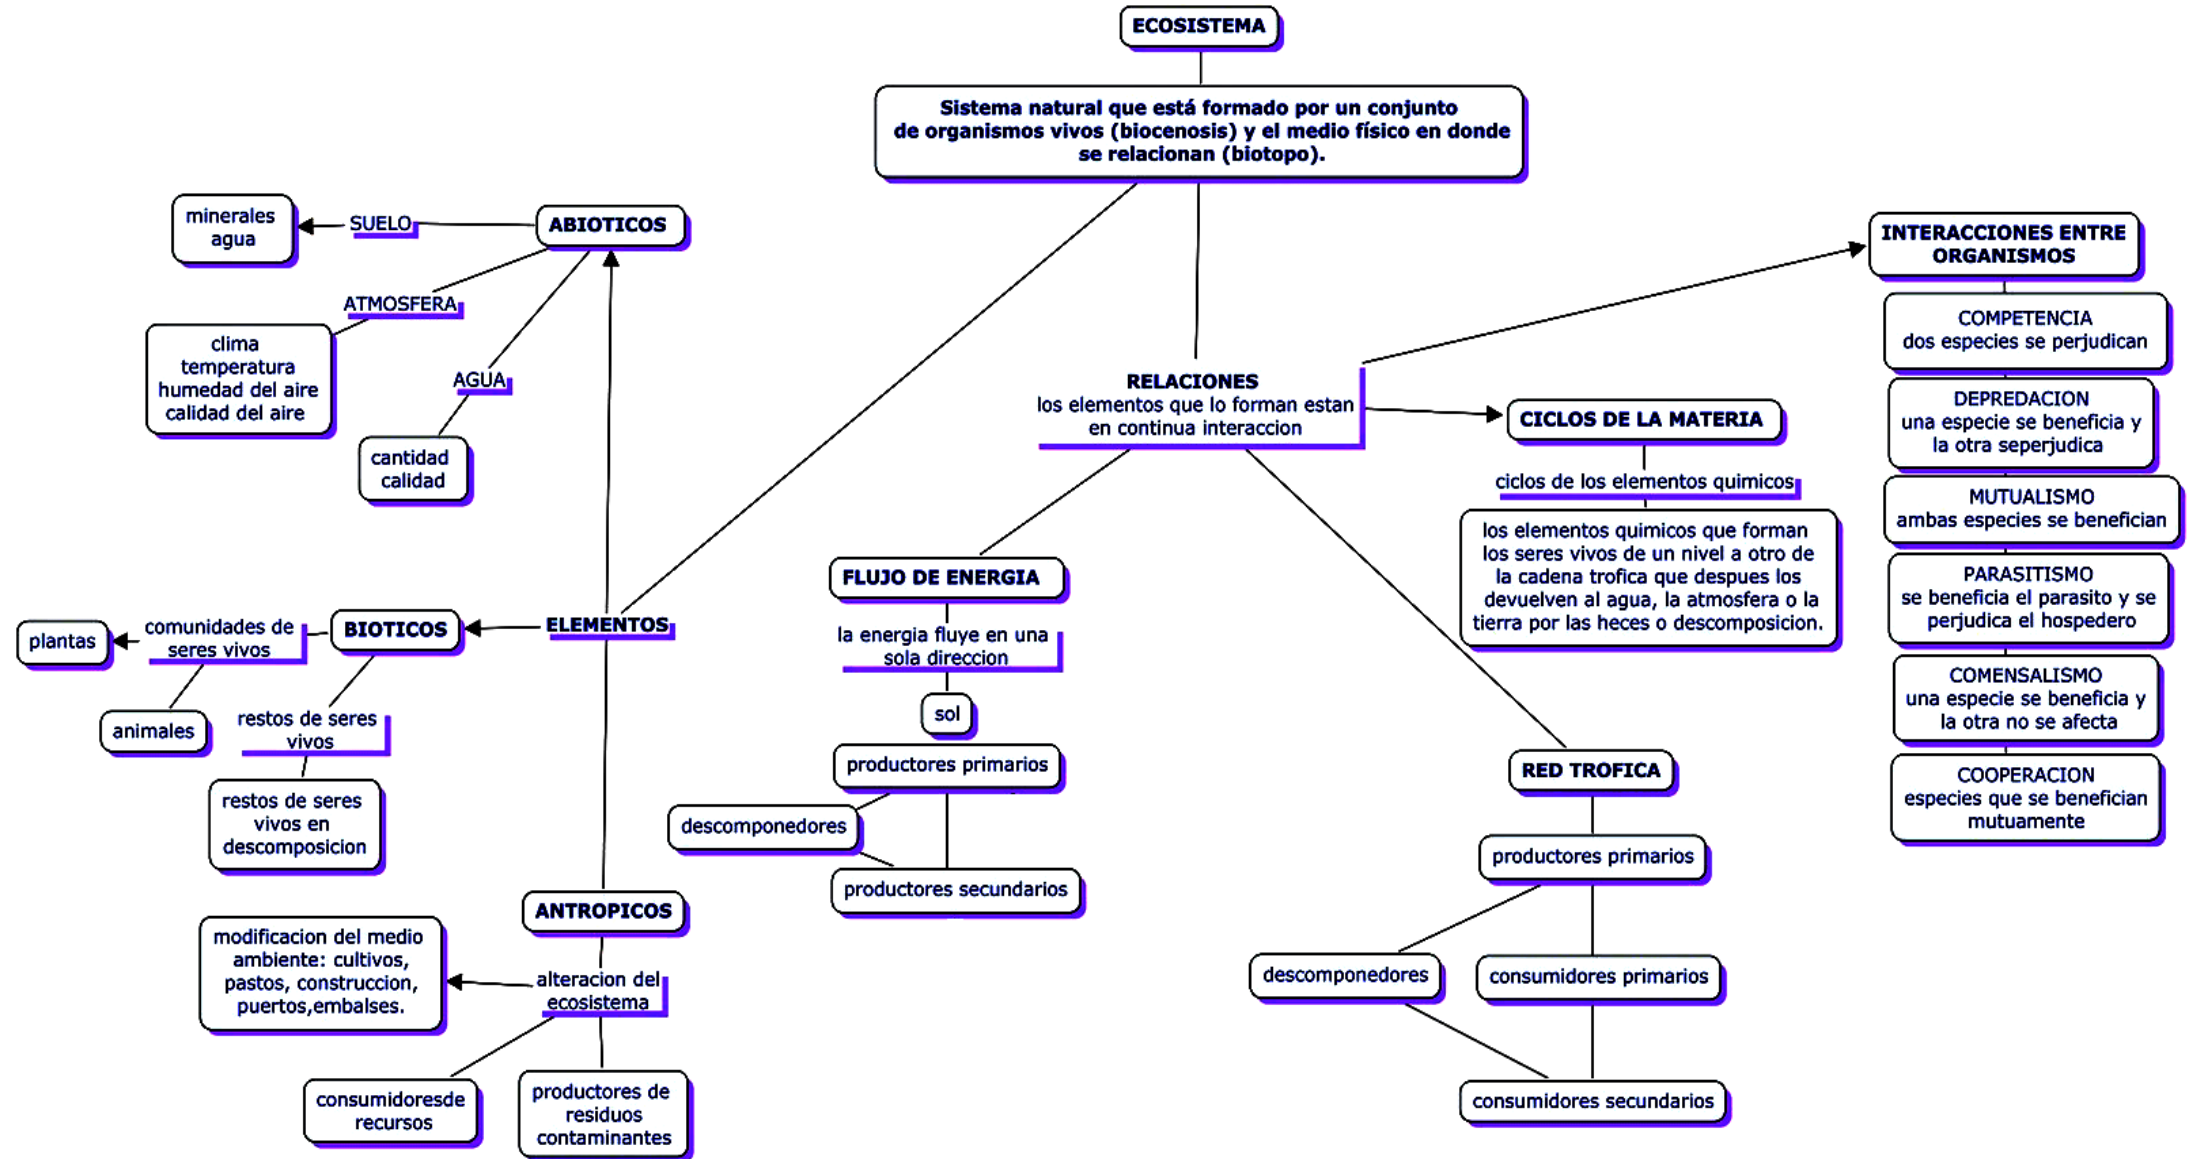 ECOSISTEMA
Sistema natural que está formado por un conjunto
de organismos vivos (biocenosis) y el medio físico en donde
se relacionan (biotopo).
ABIOTICOS
SUELO
minerales
agua
ATMOSFERA
clima
temperatura
humedad del aire
calidad del aire
AGUA
cantidad
calidad
ELEMENTOS
BIOTICOS
comunidades de
seres vivos
plantas
animales
restos de seres
vivos
restos de seres
vivos en
descomposicion
ANTROPICOS
alteracion del
ecosistema
modificacion del medio
ambiente: cultivos,
pastos, construccion,
puertos,embalses.
consumidoresde
recursos
productores de
residuos
contaminantes
RELACIONES
los elementos que lo forman estan
en continua interaccion
FLUJO DE ENERGIA
la energia fluye en una
sola direccion
sol
productores primarios
descomponedores
productores secundarios
CICLOS DE LA MATERIA
ciclos de los elementos quimicos
los elementos quimicos que forman
los seres vivos de un nivel a otro de
la cadena trofica que despues los
devuelven al agua, la atmosfera o la
tierra por las heces o descomposicion.
RED TROFICA
productores primarios
descomponedores
consumidores primarios
consumidores secundarios
INTERACCIONES ENTRE
ORGANISMOS
COMPETENCIA
dos especies se perjudican
DEPREDACION
una especie se beneficia y
la otra seperjudica
MUTUALISMO
ambas especies se benefician
PARASITISMO
se beneficia el parasito y se
perjudica el hospedero
COMENSALISMO
una especie se beneficia y
la otra no se afecta
COOPERACION
especies que se benefician
mutuamente